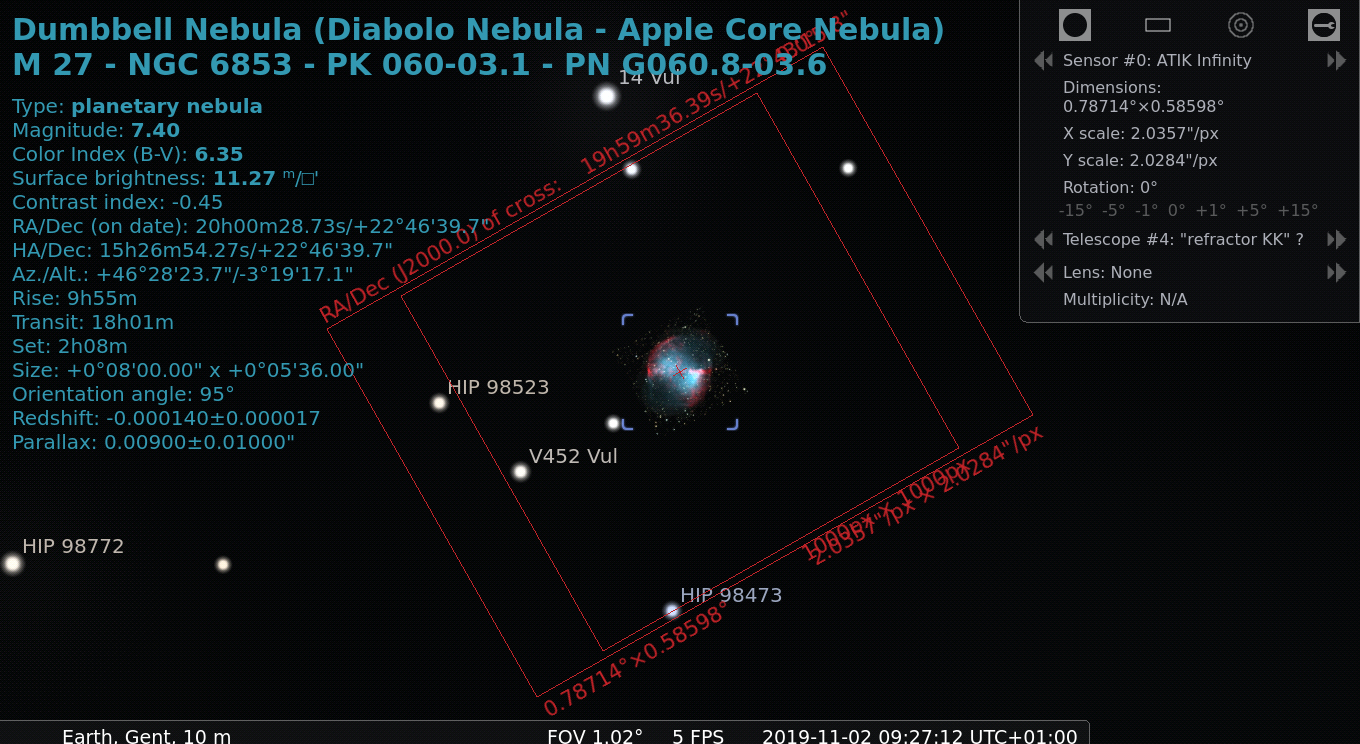 Dumbbell Nebula (Diabolo Nebula - Apple Core Nebula)
M 27 - NGC 6853 - PK 060-03.1 - PN G060.8-03.6
Type: planetary nebula
Magnitude: 7.40
Color Index (B-V): 6.35
Surface brightness: 11.27 ᵐ/□'
Contrast index: -0.45
RA/Dec (on date): 20h00m28.73s/+22°46'39.7"
HA/Dec: 15h26m54.27s/+22°46'39.7"
Az./Alt.: +46°28'23.7"/-3°19'17.1"
Rise: 9h55m
Transit: 18h01m
Set: 2h08m
Size: +0°08'00.00" x +0°05'36.00"
Orientation angle: 95°
Redshift: -0.000140±0.000017
Parallax: 0.00900±0.01000"
Sensor #0: ATIK Infinity
Dimensions:
0.78714°×0.58598°
X scale: 2.0357"/px
Y scale: 2.0284"/px
Rotation: 0°
-15° -5° -1° 0° +1° +5° +15°
Telescope #4: "refractor KK" ?
Lens: None
Multiplicity: N/A
14 Vul
RA/Dec (J2000.0) of cross: 19h59m36.39s/
HIP 98523
V452 Vul
HIP 98772
HIP 98473
1000px × 1000px
2.0357"/px × 2.0284"/px
0.78714°×0.58598°
Earth, Gent, 10 m
FOV 1.02°
5 FPS
2019-11-02 09:27:12 UTC+01:00